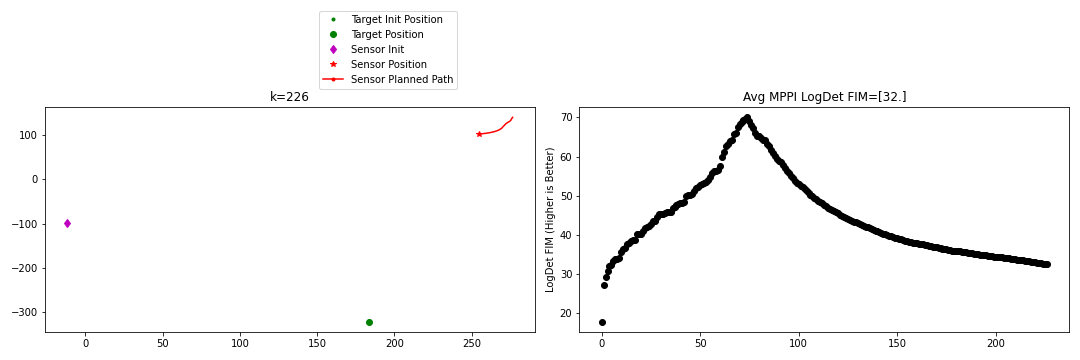 Target Init Position
Target Position
Sensor Init
Sensor Position
Sensor Planned Path
k=226
100
0
−100
−200
−300
0
50
100
150
200
250
Avg MPPI LogDet FIM=[32.]
LogDet FIM (Higher is Better)
70
60
50
40
30
20
0
50
100
150
200